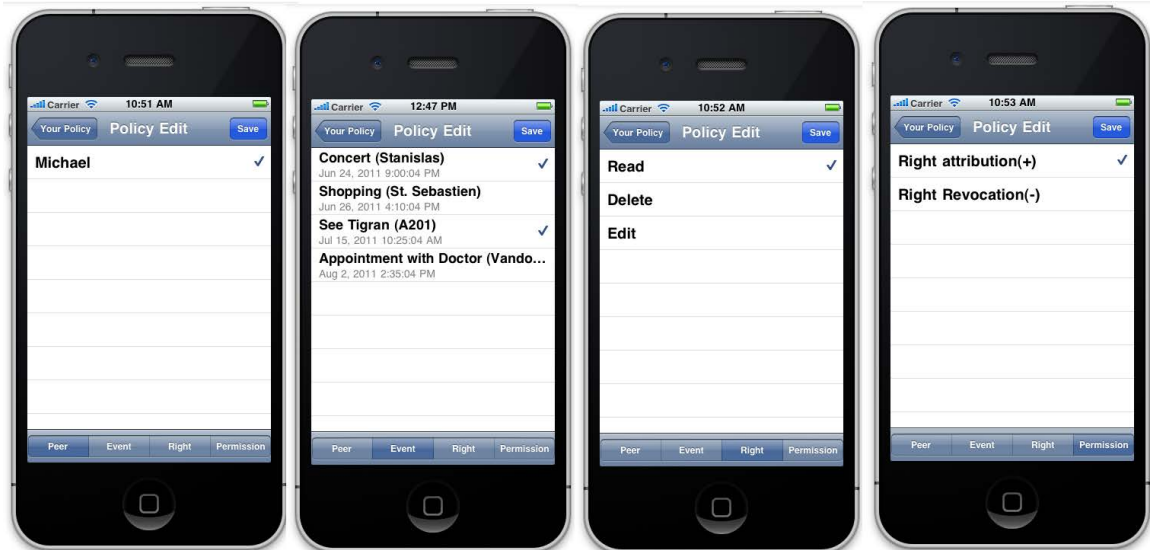 Carrier 10:51 AM
Your Policy Policy Edit Save
Michael
Peer Event Right Permission
Carrier 12:47 PM
Your Policy Policy Edit Save
Concert (Stanislas)
Jun 24, 2011 9:00:04 PM
Shopping (St. Sebastien)
Jun 26, 2011 4:10:04 PM
See Tigran (A201)
Jul 15, 2011 10:25:04 AM
Appointment with Doctor (Vando...
Aug 2, 2011 2:35:04 PM
Peer Event Right Permission
Carrier 10:52 AM
Your Policy Policy Edit Save
Read
Delete
Edit
Peer Event Right Permission
Carrier 10:53 AM
Your Policy Policy Edit Save
Right attribution(+)
Right Revocation(-)
Peer Event Right Permission